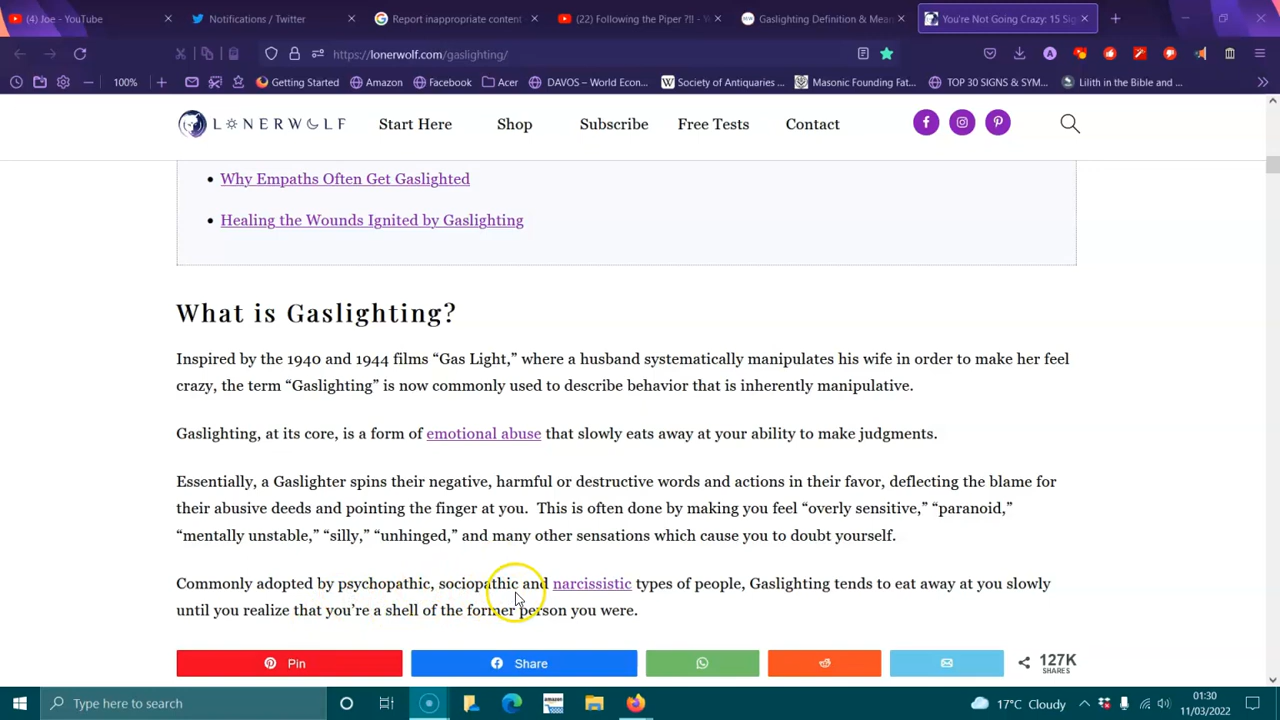 (4) Joe - YouTube
Notifications / Twitter
Report inappropriate content
(22) Following the Piper ?!! - Y
Gaslighting Definition & Mean
You're Not Going Crazy: 15 Sig
https://lonerwolf.com/gaslighting/
100%
Getting Started
Amazon
Facebook
Acer
DAVOS – World Econ...
Society of Antiquaries ...
Masonic Founding Fat...
TOP 30 SIGNS & SYM...
Lilith in the Bible and ...
LONERWOLF
Start Here
Shop
Subscribe
Free Tests
Contact
Why Empaths Often Get Gaslighted
Healing the Wounds Ignited by Gaslighting
What is Gaslighting?
Inspired by the 1940 and 1944 films “Gas Light,” where a husband systematically manipulates his wife in order to make her feel
crazy, the term “Gaslighting” is now commonly used to describe behavior that is inherently manipulative.
Gaslighting, at its core, is a form of emotional abuse that slowly eats away at your ability to make judgments.
Essentially, a Gaslighter spins their negative, harmful or destructive words and actions in their favor, deflecting the blame for
their abusive deeds and pointing the finger at you. This is often done by making you feel “overly sensitive,” “paranoid,”
“mentally unstable,” “silly,” “unhinged,” and many other sensations which cause you to doubt yourself.
Commonly adopted by psychopathic, sociopathic and narcissistic types of people, Gaslighting tends to eat away at you slowly
until you realize that you’re a shell of the former person you were.
Pin
Share
127K
SHARES
Type here to search
17°C Cloudy
01:30
11/03/2022